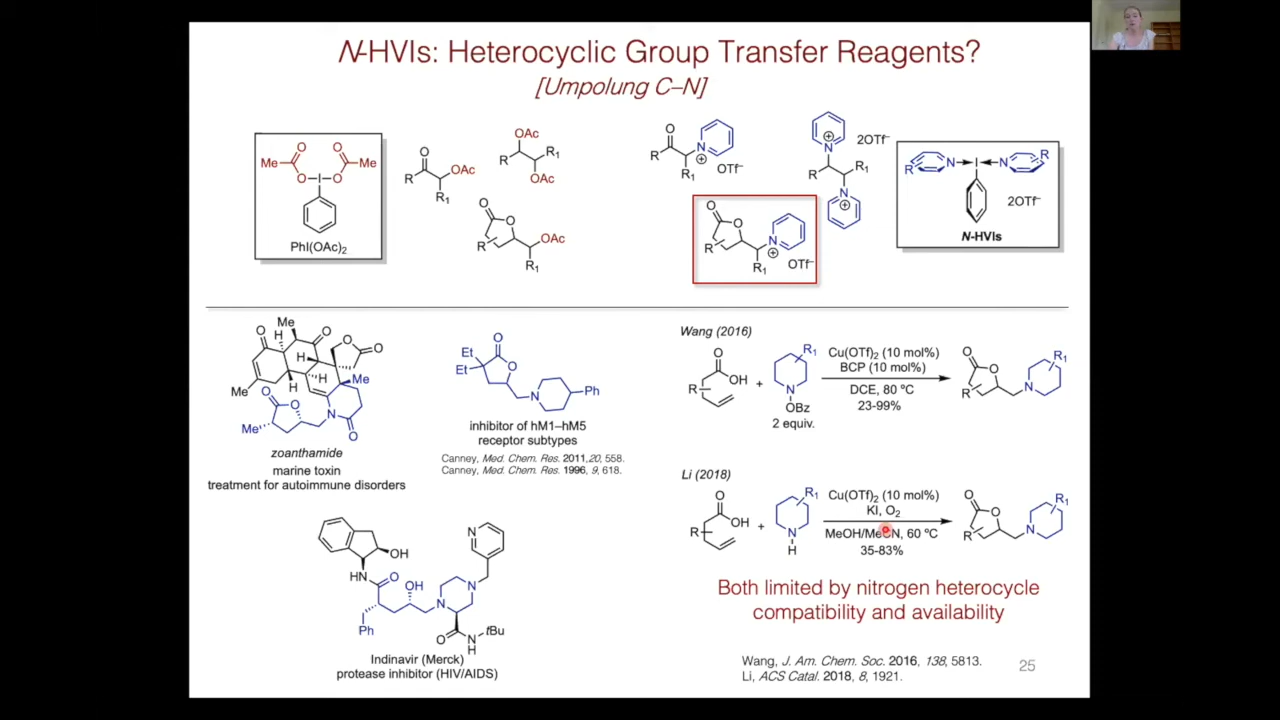 N-HVIs: Heterocyclic Group Transfer Reagents?
[Umpolung C–N]
Me
O
O
Me
O
I
O
PhI(OAc)2
O
R
OAc
R1
OAc
R
R1
OAc
O
O
R
OAc
R1
O
R
N
R1
OTf–
N
2OTf–
R
R1
N
O
O
R
N
R1
OTf–
R
N
I
N
R
2OTf–
N-HVIs
Me
O
H
O
O
O
H
H
H
Me
Me
O
O
N
Me
O
zoanthamide
marine toxin
treatment for autoimmune disorders
Et
Et
O
O
N
Ph
inhibitor of hM1–hM5
receptor subtypes
Canney, Med. Chem. Res. 2011,20, 558.
Canney, Med. Chem. Res. 1996, 9, 618.
OH
HN
O
OH
Ph
N
N
N
O
N
H
tBu
Indinavir (Merck)
protease inhibitor (HIV/AIDS)
Wang (2016)
O
OH
R
+
R1
N
OBz
2 equiv.
Cu(OTf)2 (10 mol%)
BCP (10 mol%)
DCE, 80 ºC
23-99%
O
O
R
N
R1
Li (2018)
O
OH
R
+
R1
N
H
Cu(OTf)2 (10 mol%)
KI, O2
MeOH/MeCN, 60 ºC
35-83%
O
O
R
N
R1
Both limited by nitrogen heterocycle
compatibility and availability
Wang, J. Am. Chem. Soc. 2016, 138, 5813.
Li, ACS Catal. 2018, 8, 1921.
25